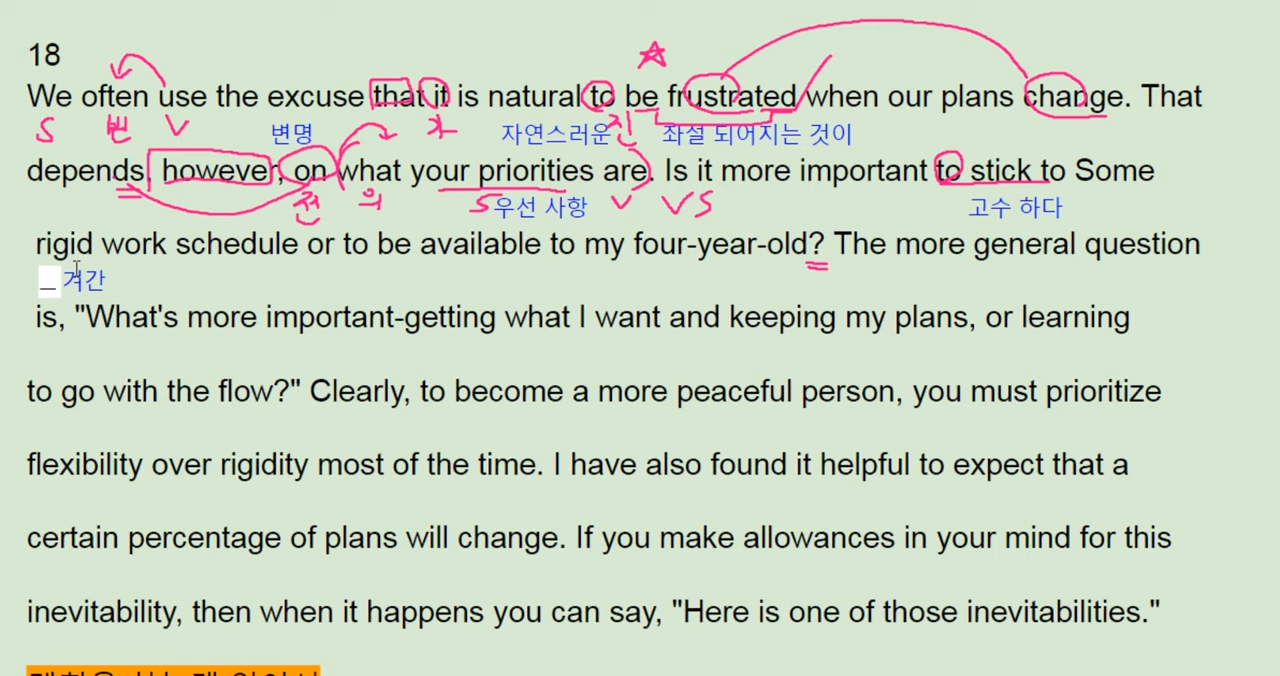 18
We often use the excuse that it is natural to be frustrated when our plans change. That
S 빈 V 변명 가 자연스러운 진 좌설 되어지는 것이
depends, however, on what your priorities are. Is it more important to stick to Some
전 의 S 우선 사항 V V S 고수 하다
rigid work schedule or to be available to my four-year-old? The more general question
_ 겨간
is, "What's more important-getting what I want and keeping my plans, or learning
to go with the flow?" Clearly, to become a more peaceful person, you must prioritize
flexibility over rigidity most of the time. I have also found it helpful to expect that a
certain percentage of plans will change. If you make allowances in your mind for this
inevitability, then when it happens you can say, "Here is one of those inevitabilities."